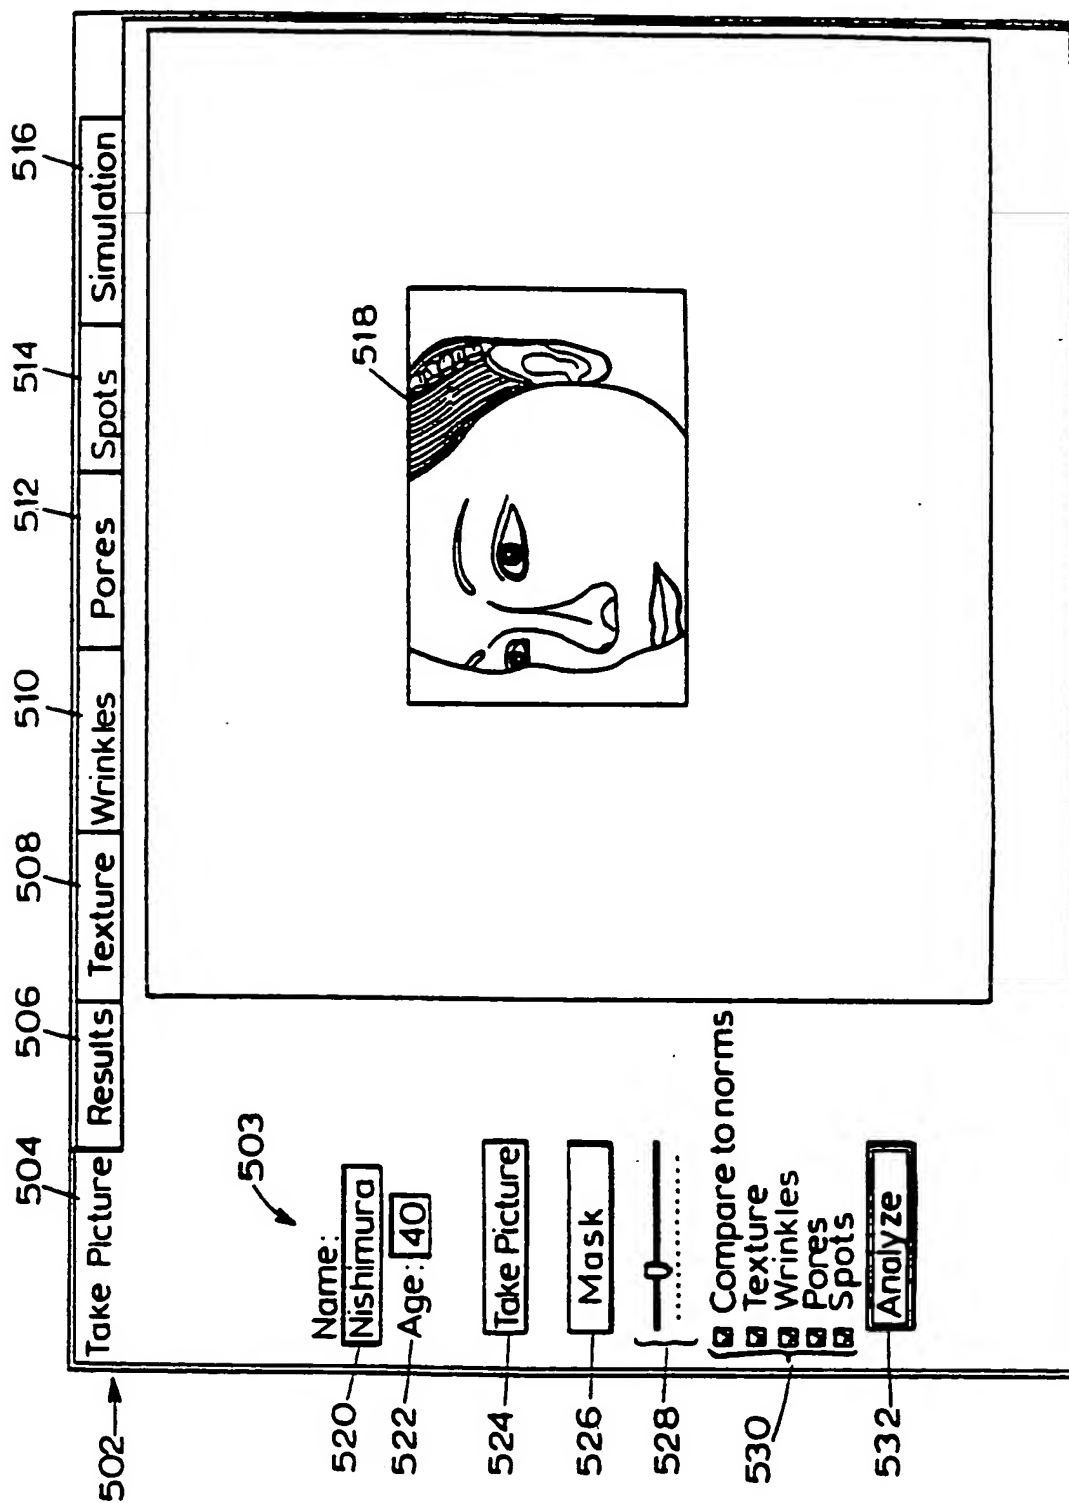 504 506 508 510 512 514 516
502
Take Picture Results Texture Wrinkles Pores Spots Simulation
503
518
Name:
520 Nishimura
522 Age: 40
524 Take Picture
526 Mask
528
Compare to norms
Texture
530 Wrinkles
Pores
Spots
532 Analyze